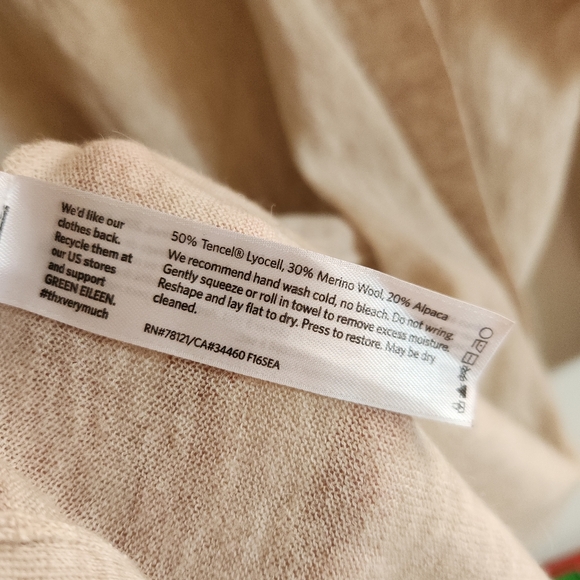 We'd like our
clothes back.
Recycle them at
our US stores
and support
GREEN EILEEN.
#thxverymuch
50% Tencel® Lyocell, 30% Merino Wool, 20% Alpaca
We recommend hand wash cold, no bleach. Do not wring.
Gently squeeze or roll in towel to remove excess moisture.
Reshape and lay flat to dry. Press to restore. May be dry
cleaned.
RN#78121/CA#34460 F16SEA